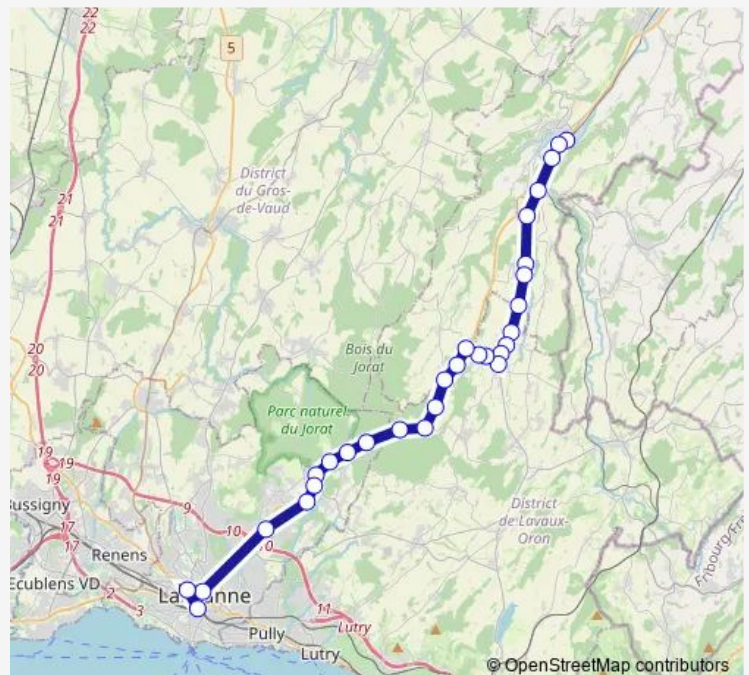 22
22
5
District
du Gros-
de-Vaud
21
21
20
20
Bois du
Jorat
Parc naturel
du Jorat
19
19
19
ussigny
9
17
17
10
District
de Lavaux-
Oron
Renens
Ecublens VD
2
3
11
Lutry
Pully
Lutry
© OpenStreetMap contributors